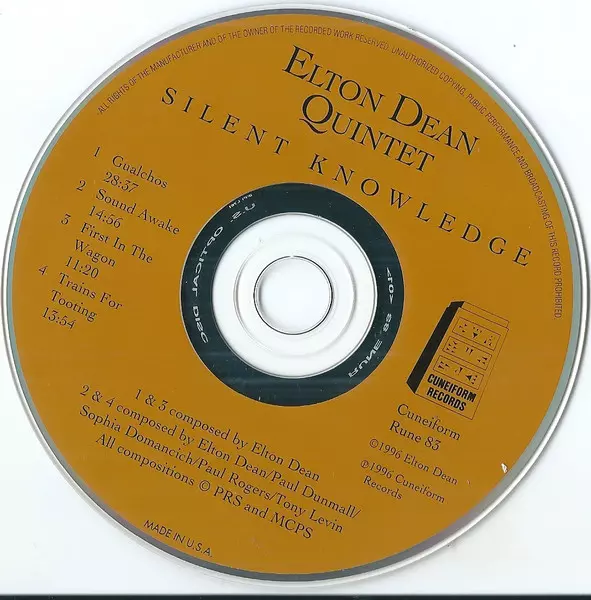 ALL RIGHTS OF THE MANUFACTURER AND OF THE OWNER OF THE RECORDED WORK RESERVED. UNAUTHORIZED COPYING, PUBLIC PERFORMANCE AND BROADCASTING OF THIS RECORD PROHIBITED.
ELTON DEAN
QUINTET
SILENT KNOWLEDGE
1 Gualchos
28:37
2 Sound Awake
14:56
3 First In The
Wagon
11:20
4 Trains For
Tooting
13:54
U.S. OPTICAL DISC
RUNE 83
CUNEIFORM
RECORDS
Cuneiform
Rune 83
©1996 Elton Dean
℗1996 Cuneiform
Records
1 & 3 composed by Elton Dean
2 & 4 composed by Elton Dean/Paul Dunmall/
Sophia Domancich/Paul Rogers/Tony Levin
All compositions © PRS and MCPS
MADE IN U.S.A.